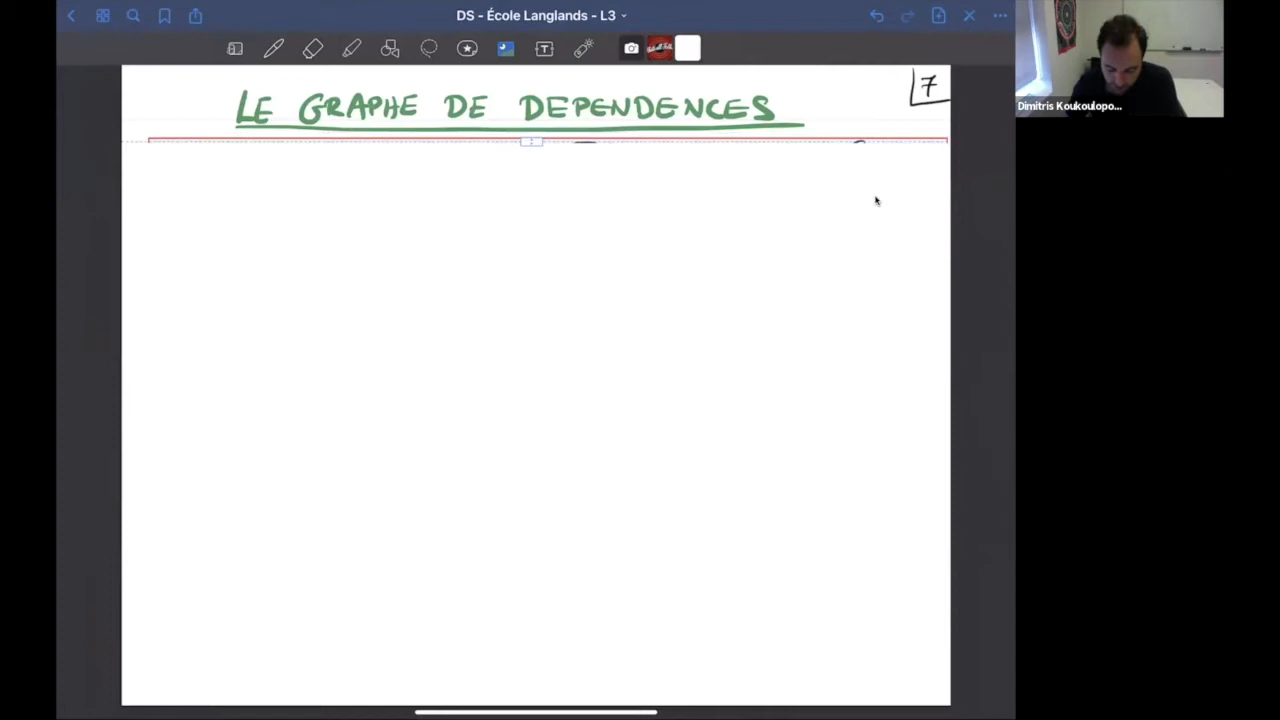 DS - École Langlands - L3
LE GRAPHE DE DEPENDENCES
7
Dimitris Koukoulopo...